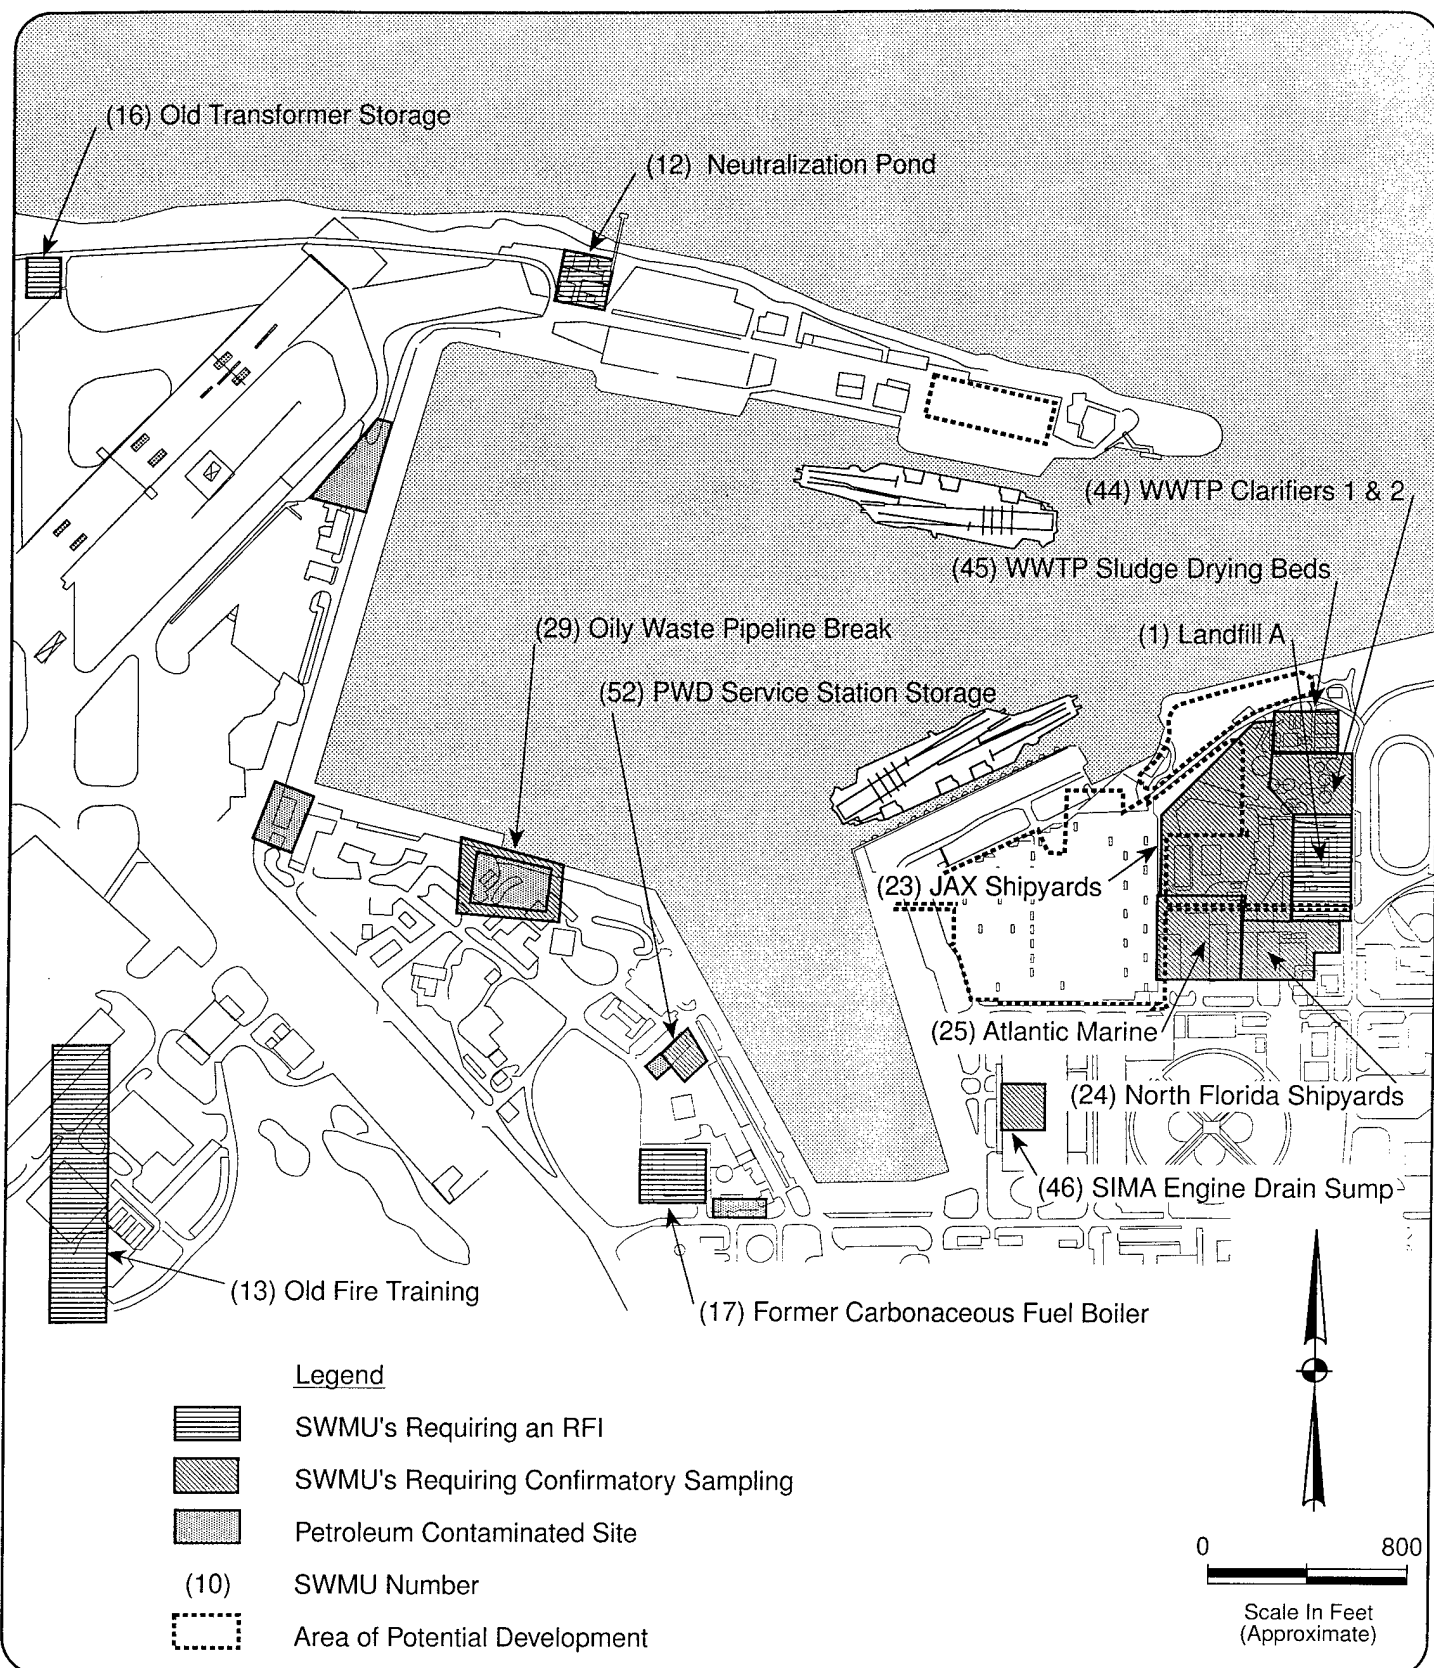 (16) Old Transformer Storage
(12) Neutralization Pond
(44) WWTP Clarifiers 1 & 2
(45) WWTP Sludge Drying Beds
(29) Oily Waste Pipeline Break
(1) Landfill A
(52) PWD Service Station Storage
(23) JAX Shipyards
(25) Atlantic Marine
(24) North Florida Shipyards
(46) SIMA Engine Drain Sump
(13) Old Fire Training
(17) Former Carbonaceous Fuel Boiler
Legend
SWMU's Requiring an RFI
SWMU's Requiring Confirmatory Sampling
Petroleum Contaminated Site
(10) SWMU Number
Area of Potential Development
0 800
Scale In Feet
(Approximate)